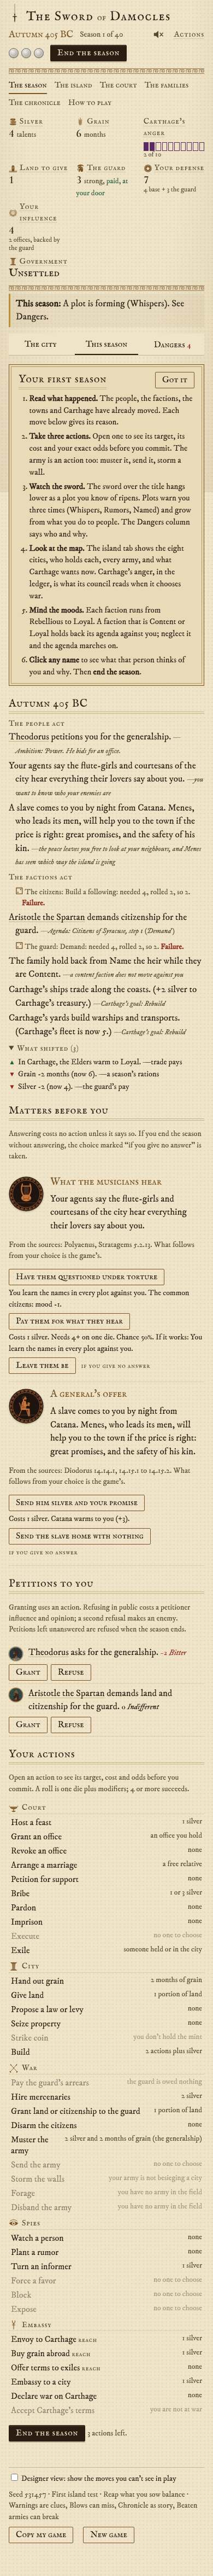 The Sword of Damocles
Autumn 405 BC Season 1 of 40 Actions
End the season
The season The island The court The families
The chronicle How to play
Silver
4 talents
Grain
6 months
Carthage's anger
2 of 10
Land to give
1
The guard
3 strong, paid, at your door
Your defense
7
4 base + 3 the guard
Your influence
4
2 offices, backed by the guard
Government
Unsettled
This season: A plot is forming (Whispers). See
Dangers.
The city This season Dangers 4
Your first season Got it
1. Read what happened. The people, the factions, the
towns and Carthage have already moved. Each
move below gives its reason.
2. Take three actions. Open one to see its targets, its
cost and your exact odds before you commit. The
army is an action now: muster it, send it, storm a
wall.
3. Watch the sword. The sword over the title hangs
lower as a plot you know of ripens. Plots warn you
three times (Whispers, Rumors, Named) and grow
from what you do to people. The Dangers column
says who and why.
4. Look at the map. The island tab shows the eight
cities, who holds each, every army, and what
Carthage wants now. Carthage's anger, in the
ledger, is what its council reads when it chooses
war.
5. Mind the moods. Each faction runs from
Rebellious to Loyal. A faction that is Content or
Loyal holds back its agenda against you; neglect it
and the agenda marches on.
6. Click any name to see what that person thinks of
you and why. Then end the season.
Autumn 405 BC
The people act
Theodorus petitions you for the generalship. —
Ambition: Power. He bids for an office.
Your agents say the flute-girls and courtesans of the
city hear everything their lovers say about you. —you
want to know who your enemies are
A slave comes to you by night from Catana. Menes,
who leads its men, may help you to the town if the
price is right: great promises, and the safety of his
kin. —the peace leaves you free to look at your neighbours, and Menes
has seen which way the island is going
The factions act
The citizens: Build a following: needed 4, rolled 2, so 2.
Failure.
Aristole the Spartan demands citizenship for the
guard. —Agenda: Citizens of Syracuse, step 1 (Demand)
The guard: Demand: needed 4, rolled 2, so 2. Failure.
The family hold back from Name the heir while they
are Content. —a content faction does not move against you
Carthage's ships trade along the coasts. (+2 silver to
Carthage's treasury.) —Carthage's goal: Rebuild
Carthage's yards build warships and transports.
(Carthage's fleet is now 5.) —Carthage's goal: Rebuild
▼ What shifted (3)
▲ In Carthage, the Elders warm to Loyal. —trade pays
▼ Grain -2 months (now 6). —a season's rations
▼ Silver -2 (now 4). —the guard's pay
Matters before you
Answering costs no action unless it says so. If you end the season
without answering, the choice marked "if you give no answer" is
taken.
What the musicians hear
Your agents say the flute-girls and
courtesans of the city hear everything
their lovers say about you.
From the sources: Polyaenus, Stratagems 5.2.13. What follows
from your choice is the game's.
Have them questioned under torture
You learn the names in every plot against you. The common
citizens: mood -1.
Pay them for what they hear
Costs 1 silver. Needs 4+ on one die. Chance 50%. If it works: You
learn the names in every plot against you.
Leave them be if you give no answer
A general's offer
A slave comes to you by night from
Catana. Menes, who leads its men, will
help you to the town if the price is right:
great promises, and the safety of his kin.
From the sources: Diodorus 14.14.1, 14.15.1 to 14.15.2. What
follows from your choice is the game's.
Send him silver and your promise
Costs 1 silver. Catana warms to you (+3).
Send the slave home with nothing
if you give no answer
Petitions to you
Granting uses an action. Refusing in public costs a petitioner
influence and opinion; a second refusal makes an enemy.
Petitions left unanswered are refused when the season ends.
Theodorus asks for the generalship. -2 Bitter
Grant Refuse
Aristole the Spartan demands land and
citizenship for the guard. 0 Indifferent
Grant Refuse
Your actions
Open an action to see its target, cost and odds before you
commit. A roll is one die plus modifiers; 4 or more succeeds.
Court
Host a feast 1 silver
Grant an office an office you hold
Revoke an office none
Arrange a marriage a free relative
Petition for support none
Bribe 1 or 3 silver
Pardon none
Imprison none
Execute no one to choose
Exile someone held or in the city
City
Hand out grain 2 months of grain
Give land 1 portion of land
Propose a law or levy none
Seize property none
Strike coin you don't hold the mint
Build 2 actions plus silver
War
Pay the guard's arrears the guard is owed nothing
Hire mercenaries 2 silver
Grant land or citizenship to the guard 1 portion of land
Disarm the citizens none
Muster the army 2 silver and 2 months of grain (the generalship)
Send the army no one to choose
Storm the walls your army is not besieging a city
Forage you have no army in the field
Disband the army you have no army in the field
Spies
Watch a person none
Plant a rumor none
Turn an informer 1 silver
Force a favor no one to choose
Block no one to choose
Expose no one to choose
Embassy
Envoy to Carthage reach 1 silver
Buy grain abroad reach 1 silver
Offer terms to exiles reach none
Embassy to a city 1 silver
Declare war on Carthage none
Accept Carthage's terms you are not at war
End the season 3 actions left.
Designer view: show the moves you can't see in play
Seed 531457 · First island test · Reap what you sow balance ·
Warnings are clues, Blows can miss, Chronicle as story, Beaten
armies can break
Copy my game New game